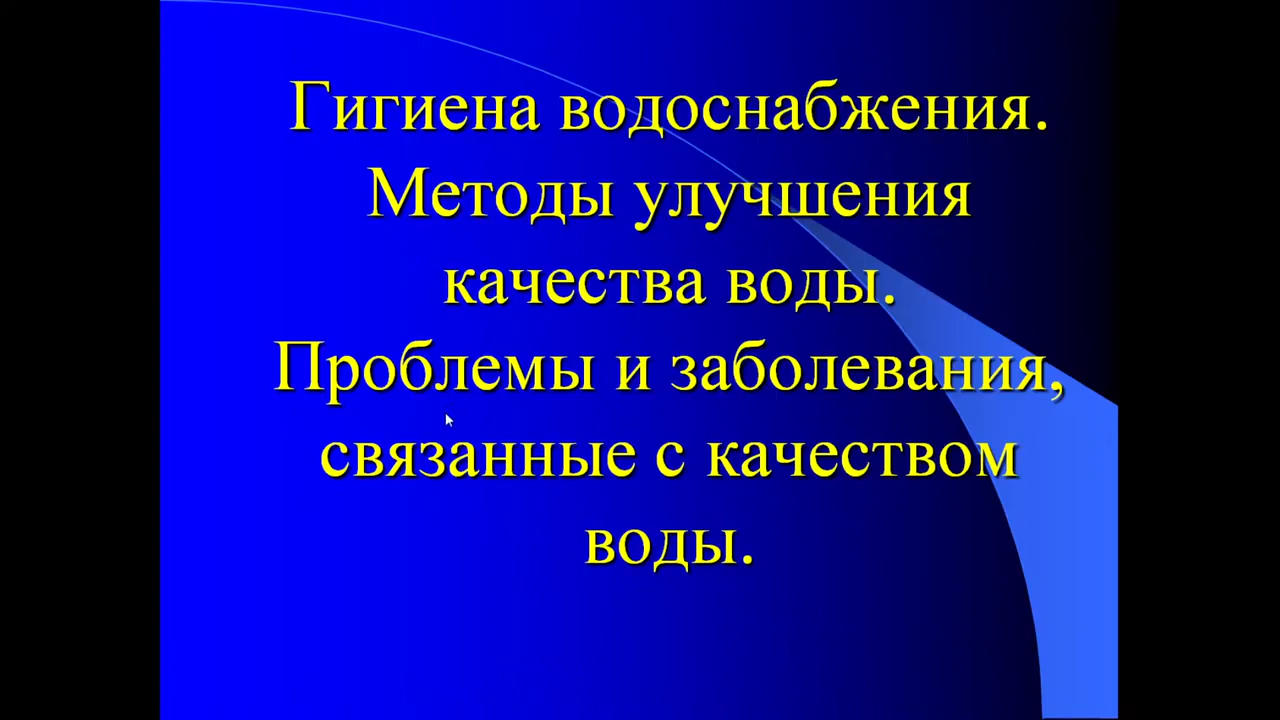 Гигиена водоснабжения.
Методы улучшения
качества воды.
Проблемы и заболевания,
связанные с качеством
воды.